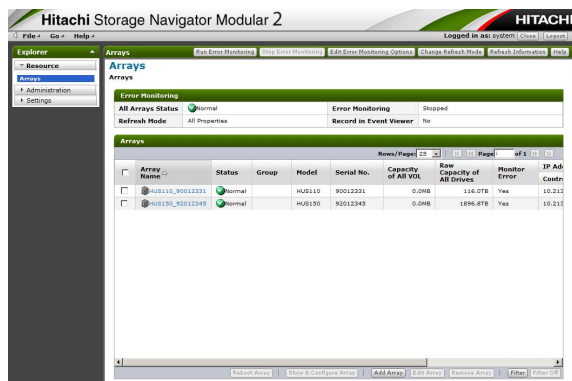 Hitachi Storage Navigator Modular 2
HITACHI
File Go Help
Logged in as: system Close Logout
Explorer
Resource
Arrays
Administration
Settings
Arrays
Run Error Monitoring Stop Error Monitoring Edit Error Monitoring Options Change Refresh Mode Refresh Information Help
Arrays
Arrays
Error Monitoring
All Arrays Status Normal Error Monitoring Stopped
Refresh Mode All Properties Record in Event Viewer No
Arrays
Rows/Page: 25 Page 1 of 1
Array Name Status Group Model Serial No. Capacity of All VOL Raw Capacity of All Drives Monitor Error IP Ad
Contr
HUS110_90012331 Normal HUS110 90012331 0.0MB 116.0TB Yes 10.213
HUS150_92012345 Normal HUS150 92012345 0.0MB 1896.8TB Yes 10.213
Reboot Array Show & Configure Array Add Array Edit Array Remove Array Filter Filter Off